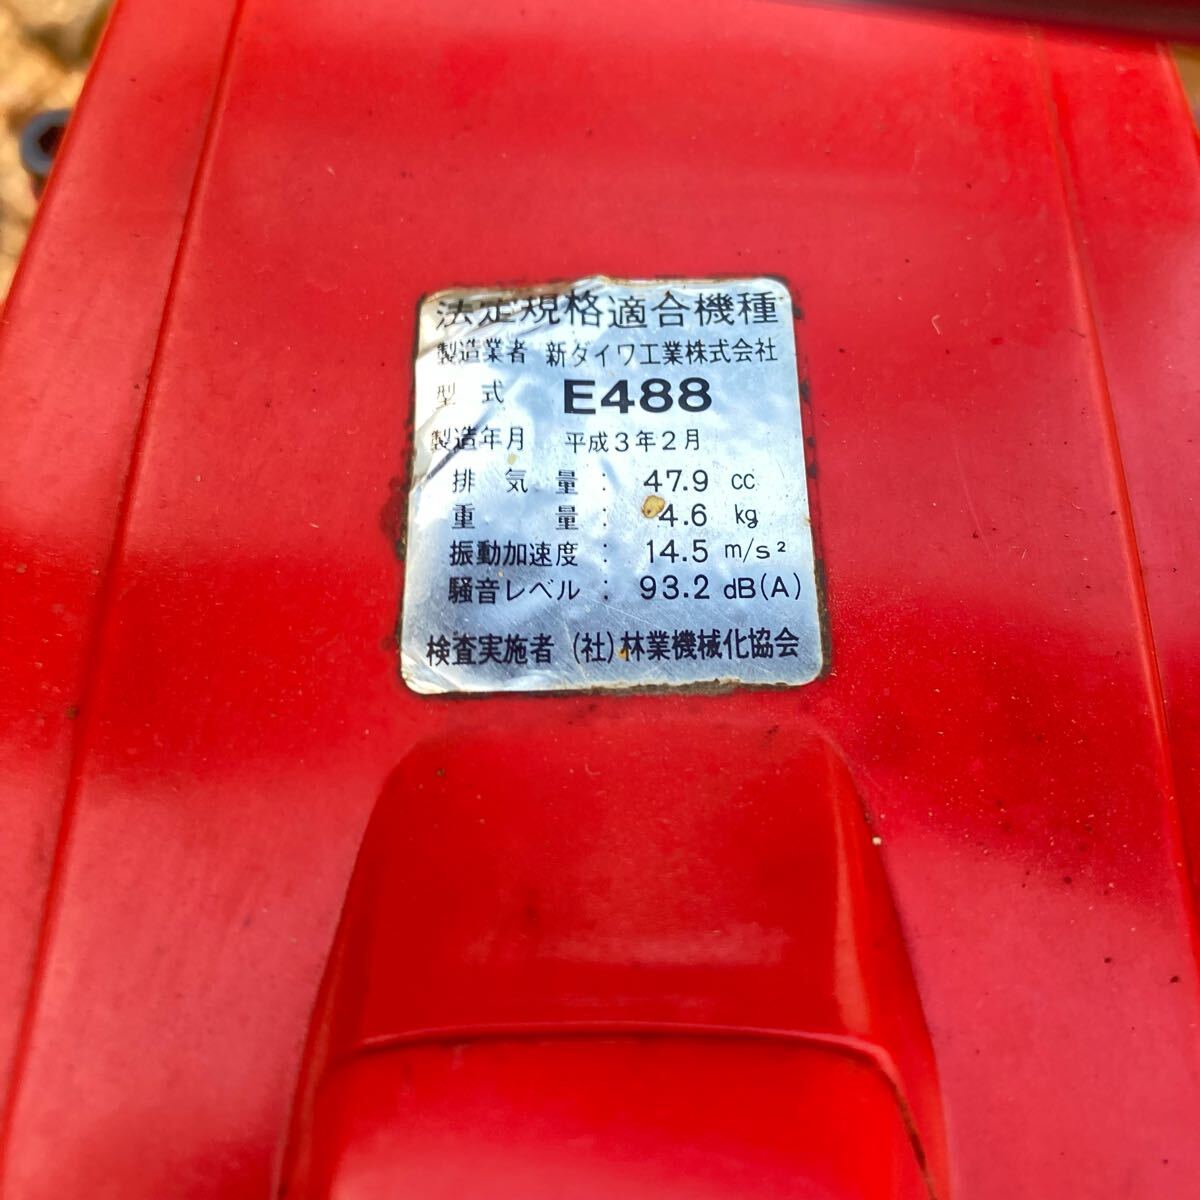 法定規格適合機種
製造業者 新ダイワ工業株式会社
型式 E488
製造年月 平成3年2月
排気量: 47.9 cc
重量: 4.6 kg
振動加速度: 14.5 m/s²
騒音レベル: 93.2 dB(A)
検査実施者 (社)林業機械化協会